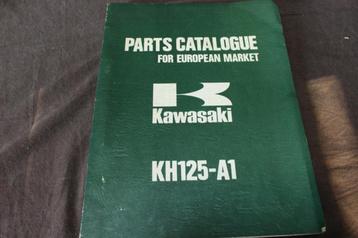 PARTS CATALOGUE
FOR EUROPEAN MARKET
Kawasaki
KH125-A1